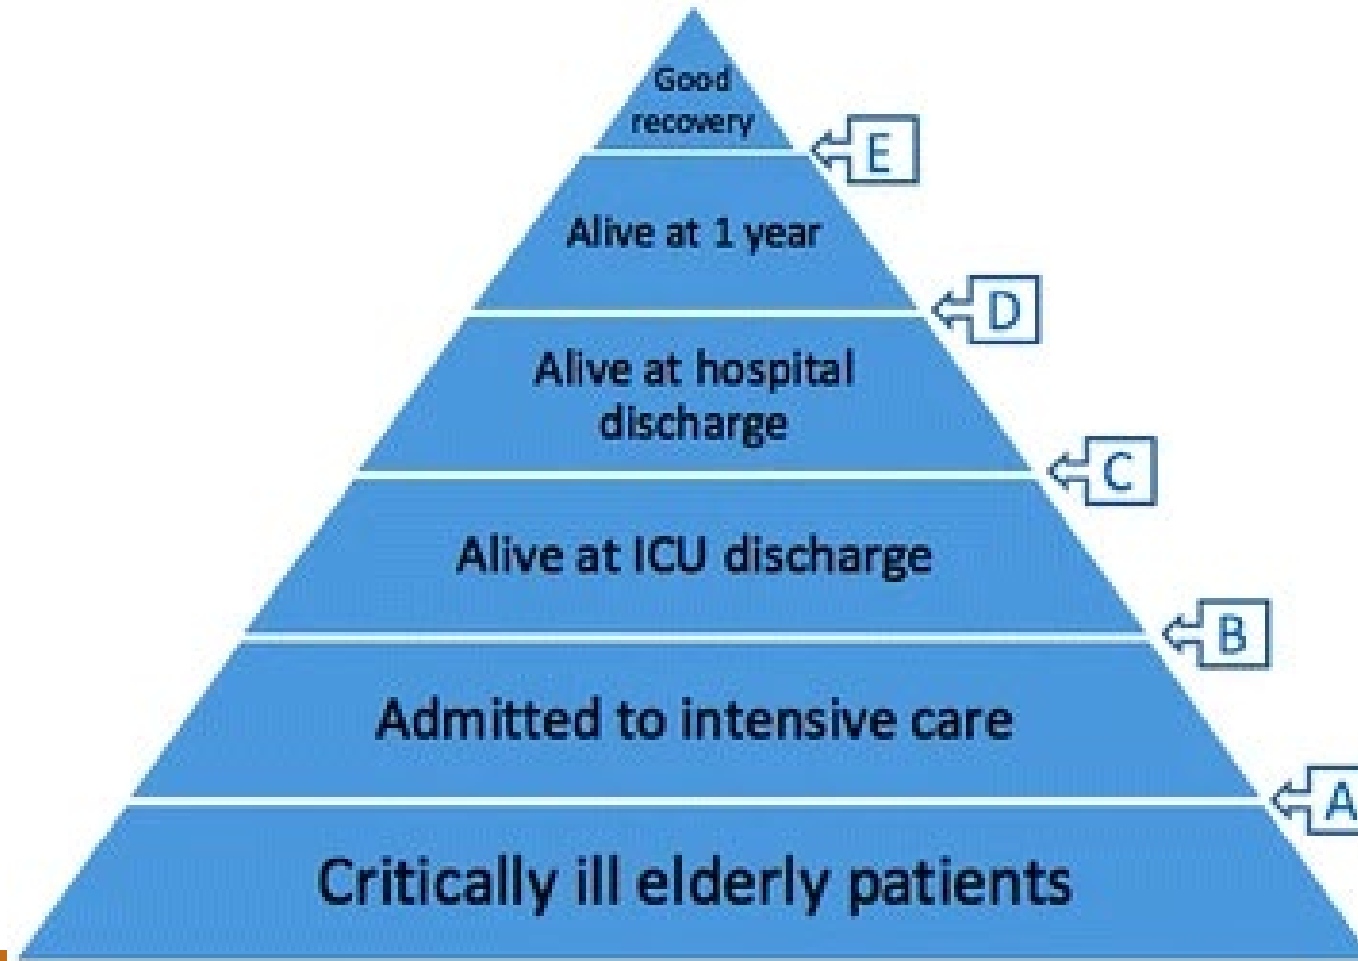 Good
recovery
E
Alive at 1 year
D
Alive at hospital
discharge
C
Alive at ICU discharge
B
Admitted to intensive care
A
Critically ill elderly patients